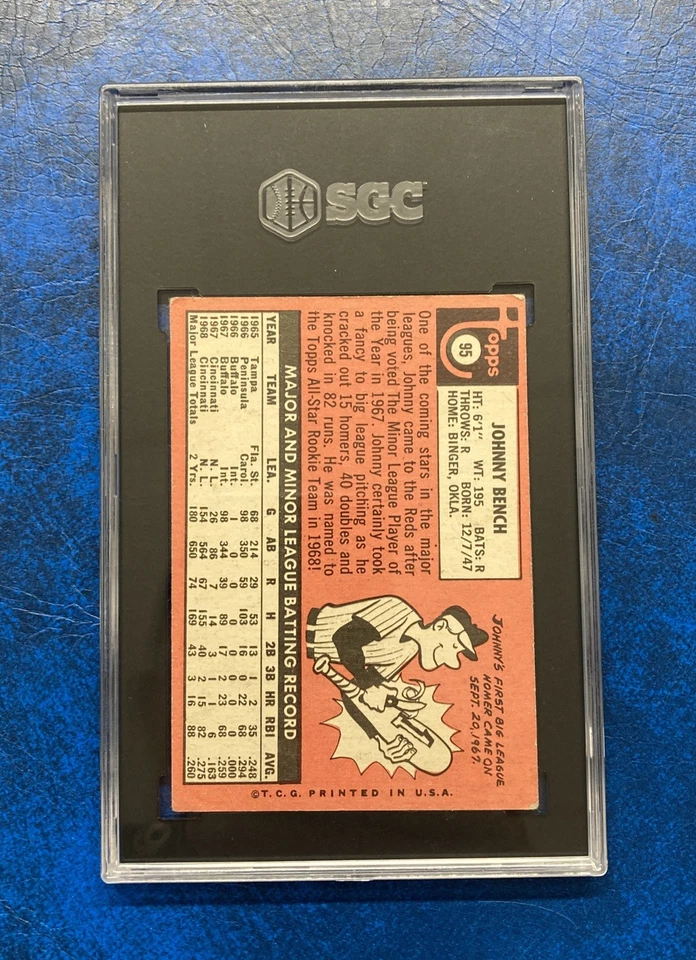 SGC
topps
95
JOHNNY BENCH
HT: 6'1" WT: 195 BATS: R
THROWS: R BORN: 12/7/47
HOME: BINGER, OKLA.
One of the coming stars in the major
leagues, Johnny came to the Reds after
being voted The Minor League Player of
the Year in 1967. Johnny certainly took
a fancy to big league pitching as he
cracked out 15 homers, 40 doubles and
knocked in 82 runs. He was named to
the Topps All-Star Rookie Team in 1968!
JOHNNY'S FIRST BIG LEAGUE
HOMER CAME ON
SEPT. 20, 1967.
MAJOR AND MINOR LEAGUE BATTING RECORD
YEAR TEAM LEA. G AB R H 2B 3B HR RBI AVG.
1965 Tampa Fla. St. 68 214 29 53 13 1 2 35 .248
1966 Peninsula Carol. 98 350 59 103 16 0 22 68 .294
1966 Buffalo Int. 1 0 0 0 0 0 0 0 .000
1967 Buffalo Int. 98 344 39 89 17 2 23 68 .259
1967 Cincinnati N. L. 26 86 7 14 3 1 1 6 .163
1968 Cincinnati N. L. 154 564 67 155 40 2 15 82 .275
Major League Totals 2 Yrs. 180 650 74 169 43 3 16 88 .260
©T.C.G. PRINTED IN U.S.A.